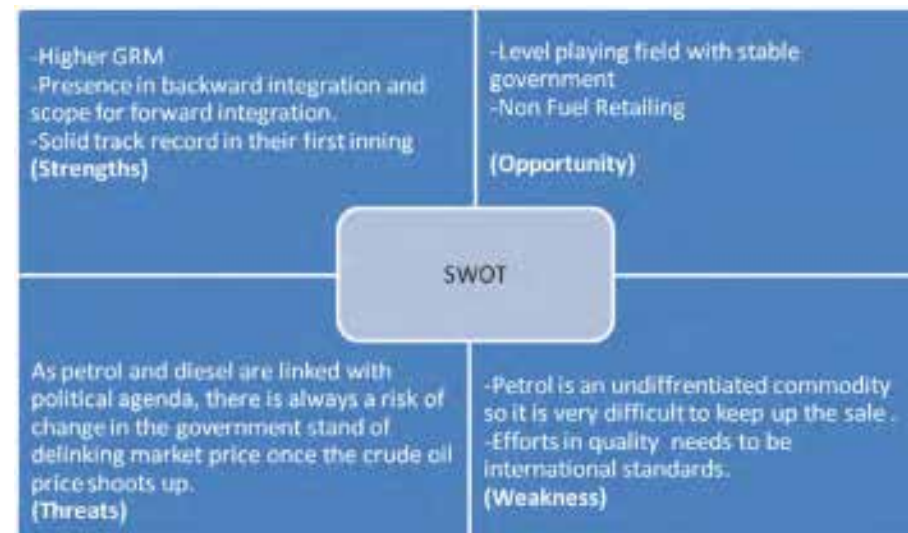 -Higher GRM
-Presence in backward integration and
scope for forward integration.
-Solid track record in their first inning
(Strengths)
-Level playing field with stable
government
-Non Fuel Retailing
(Opportunity)
SWOT
As petrol and diesel are linked with
political agenda, there is always a risk of
change in the government stand of
delinking market price once the crude oil
price shoots up.
(Threats)
-Petrol is an undiffrentiated commodity
so it is very difficult to keep up the sale .
-Efforts in quality needs to be
international standards.
(Weakness)